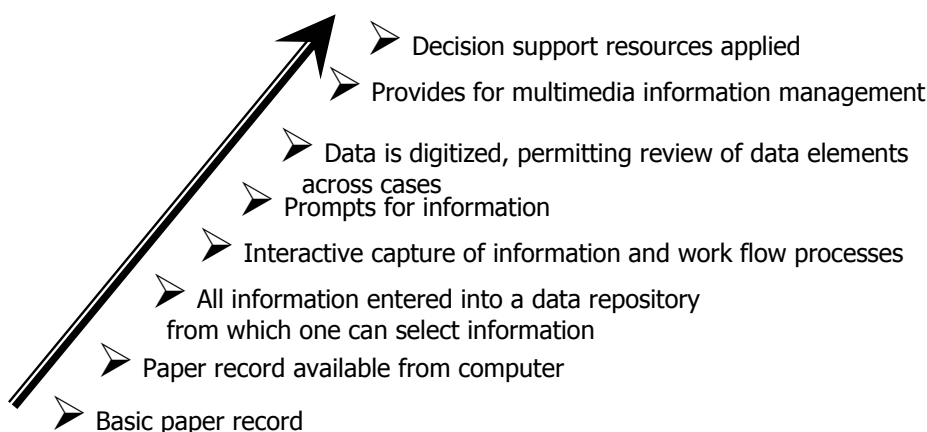 Decision support resources applied
Provides for multimedia information management
Data is digitized, permitting review of data elements
across cases
Prompts for information
Interactive capture of information and work flow processes
All information entered into a data repository
from which one can select information
Paper record available from computer
Basic paper record